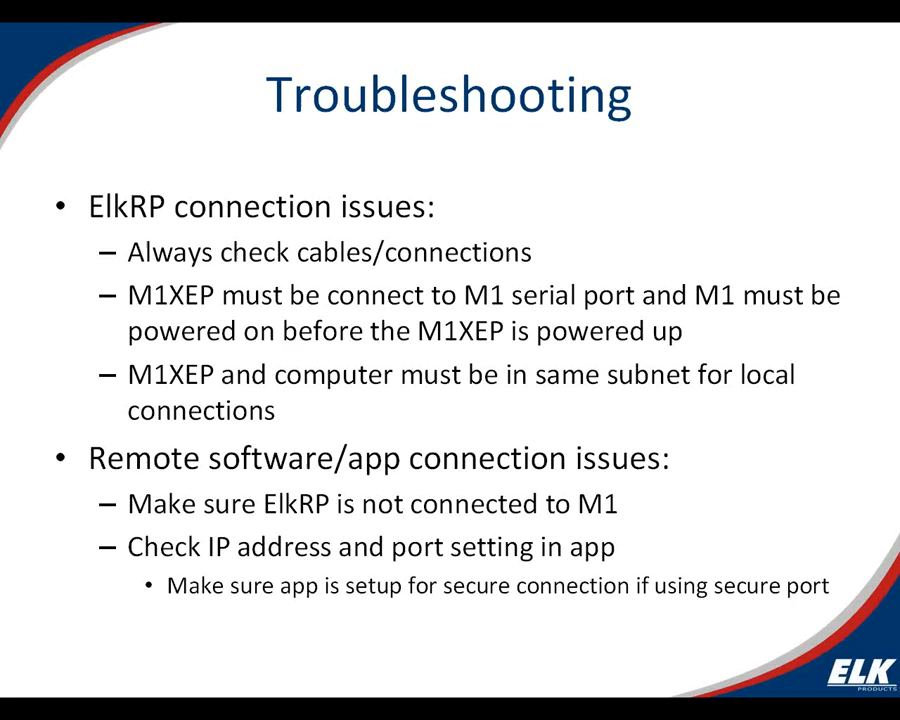 Troubleshooting
• ElkRP connection issues:
– Always check cables/connections
– M1XEP must be connect to M1 serial port and M1 must be
powered on before the M1XEP is powered up
– M1XEP and computer must be in same subnet for local
connections
• Remote software/app connection issues:
– Make sure ElkRP is not connected to M1
– Check IP address and port setting in app
• Make sure app is setup for secure connection if using secure port
ELK
PRODUCTS